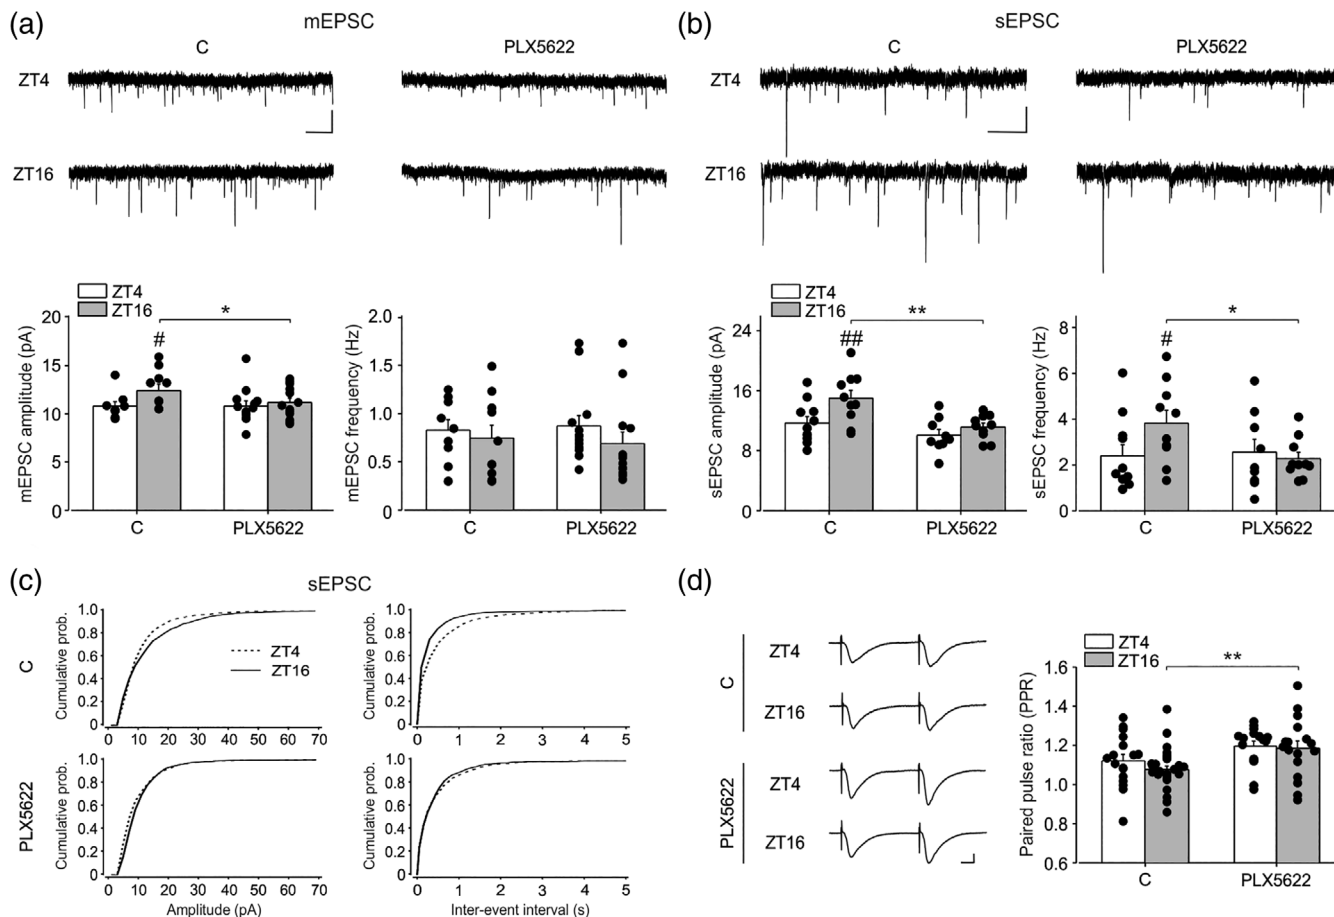 (a)
mEPSC
C
PLX5622
ZT4
ZT16
ZT4
ZT16
mEPSC amplitude (pA)
20
15
10
5
0
*
#
C
PLX5622
mEPSC frequency (Hz)
2.0
1.5
1.0
0.5
0
C
PLX5622
(b)
sEPSC
C
PLX5622
ZT4
ZT16
ZT4
ZT16
sEPSC amplitude (pA)
24
16
8
0
**
##
C
PLX5622
sEPSC frequency (Hz)
8
6
4
2
0
*
#
C
PLX5622
(c)
sEPSC
C
Cumulative prob.
1.0
0.8
0.6
0.4
0.2
0
ZT4
ZT16
0 10 20 30 40 50 60 70
Cumulative prob.
1.0
0.8
0.6
0.4
0.2
0
0 1 2 3 4 5
PLX5622
Cumulative prob.
1.0
0.8
0.6
0.4
0.2
0
0 10 20 30 40 50 60 70
Amplitude (pA)
Cumulative prob.
1.0
0.8
0.6
0.4
0.2
0
0 1 2 3 4 5
Inter-event interval (s)
(d)
C
ZT4
ZT16
PLX5622
ZT4
ZT16
ZT4
ZT16
Paired pulse ratio (PPR)
1.6
1.4
1.2
1.0
0.8
0.6
**
C
PLX5622